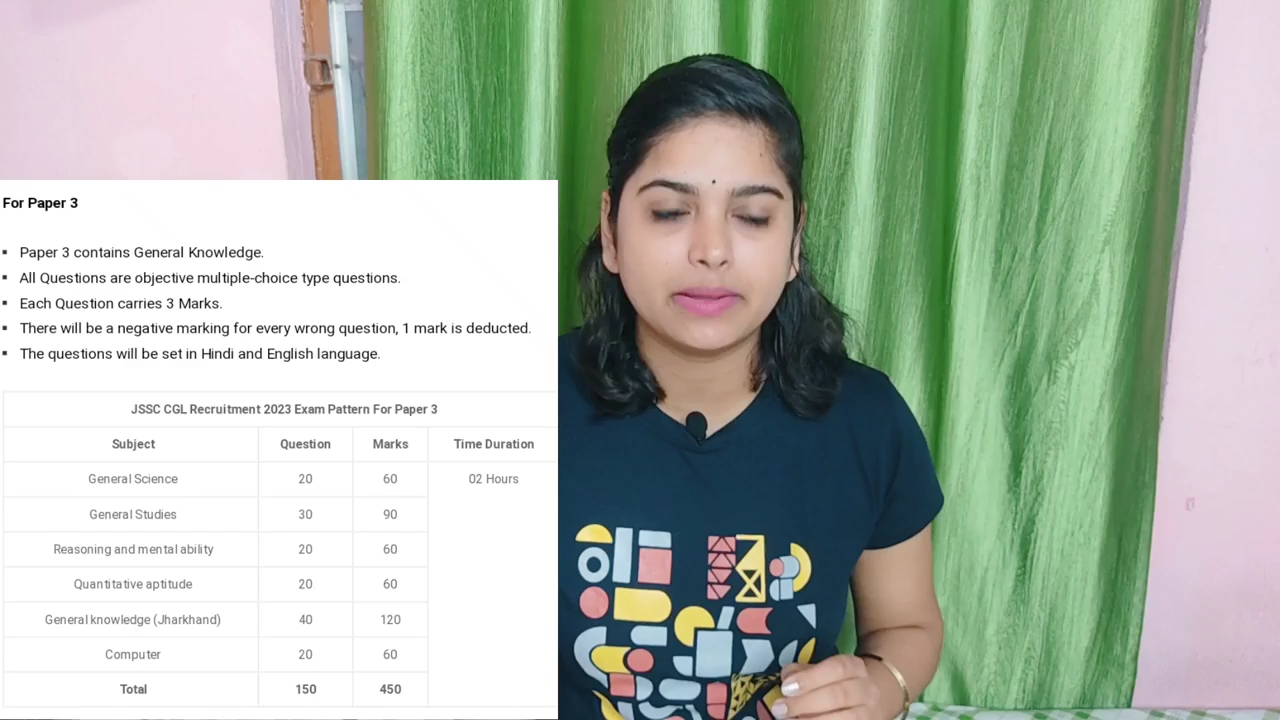 For Paper 3
▪ Paper 3 contains General Knowledge.
▪ All Questions are objective multiple-choice type questions.
▪ Each Question carries 3 Marks.
▪ There will be a negative marking for every wrong question, 1 mark is deducted.
▪ The questions will be set in Hindi and English language.
JSSC CGL Recruitment 2023 Exam Pattern For Paper 3
Subject Question Marks Time Duration
General Science 20 60 02 Hours
General Studies 30 90
Reasoning and mental ability 20 60
Quantitative aptitude 20 60
General knowledge (Jharkhand) 40 120
Computer 20 60
Total 150 450